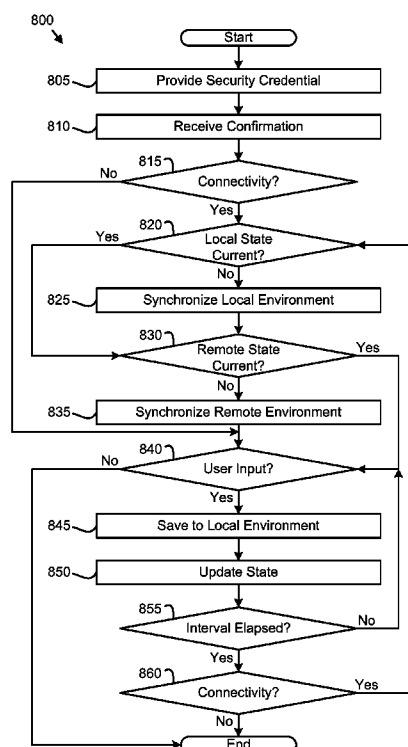 800
Start
805
Provide Security Credential
810
Receive Confirmation
815
No
Connectivity?
Yes
820
Yes
Local State
Current?
No
825
Synchronize Local Environment
830
Remote State
Current?
Yes
No
835
Synchronize Remote Environment
840
No
User Input?
Yes
845
Save to Local Environment
850
Update State
855
Interval Elapsed?
No
Yes
860
Connectivity?
Yes
No
End